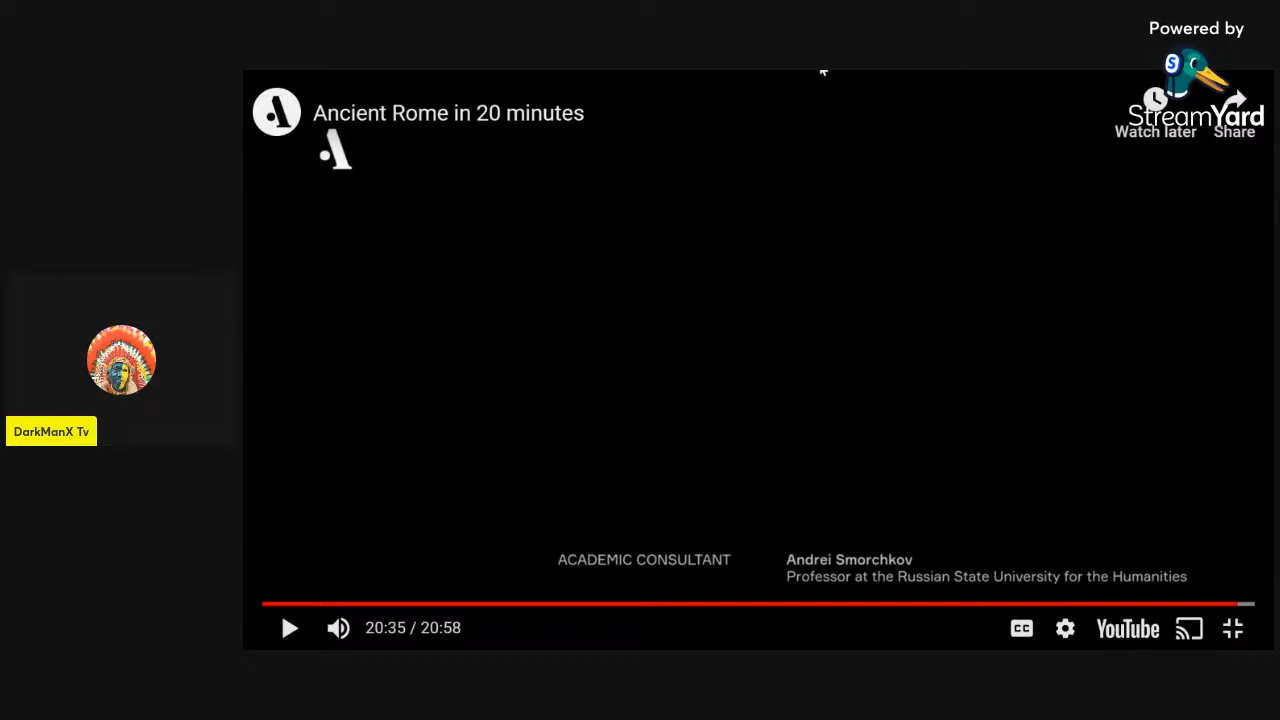 Powered by
StreamYard
Ancient Rome in 20 minutes
Watch later
Share
DarkManX Tv
ACADEMIC CONSULTANT
Andrei Smorchkov
Professor at the Russian State University for the Humanities
20:35 / 20:58
CC
YouTube